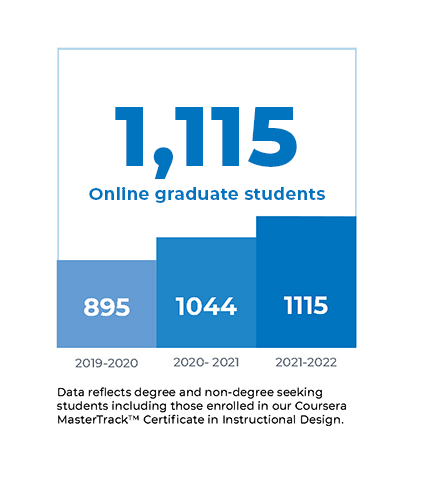 1,115
Online graduate students
895 1044 1115
2019-2020 2020- 2021 2021-2022
Data reflects degree and non-degree seeking
students including those enrolled in our Coursera
MasterTrack™ Certificate in Instructional Design.